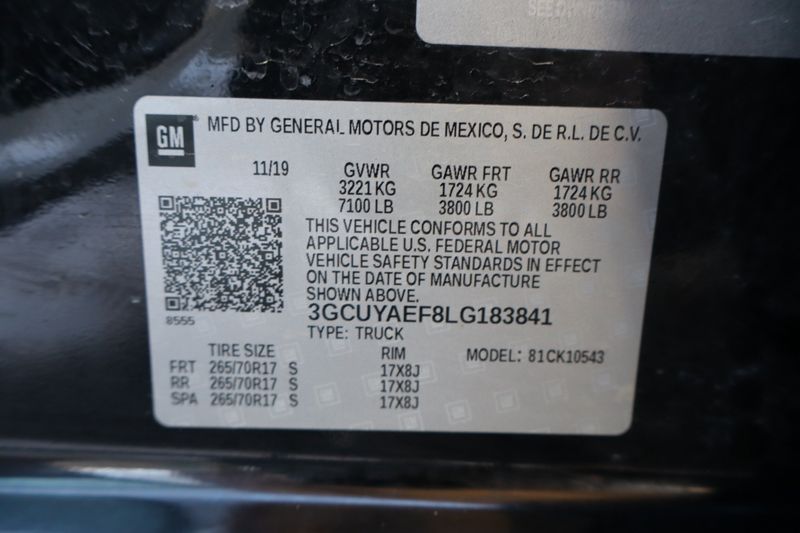 GM
MFD BY GENERAL MOTORS DE MEXICO, S. DE R.L. DE C.V.
11/19 GVWR GAWR FRT GAWR RR
3221 KG 1724 KG 1724 KG
7100 LB 3800 LB 3800 LB
THIS VEHICLE CONFORMS TO ALL
APPLICABLE U.S. FEDERAL MOTOR
VEHICLE SAFETY STANDARDS IN EFFECT
ON THE DATE OF MANUFACTURE
SHOWN ABOVE.
8555
3GCUYAEF8LG183841
TYPE: TRUCK
TIRE SIZE RIM MODEL: 81CK10543
FRT 265/70R17 S 17X8J
RR 265/70R17 S 17X8J
SPA 265/70R17 S 17X8J